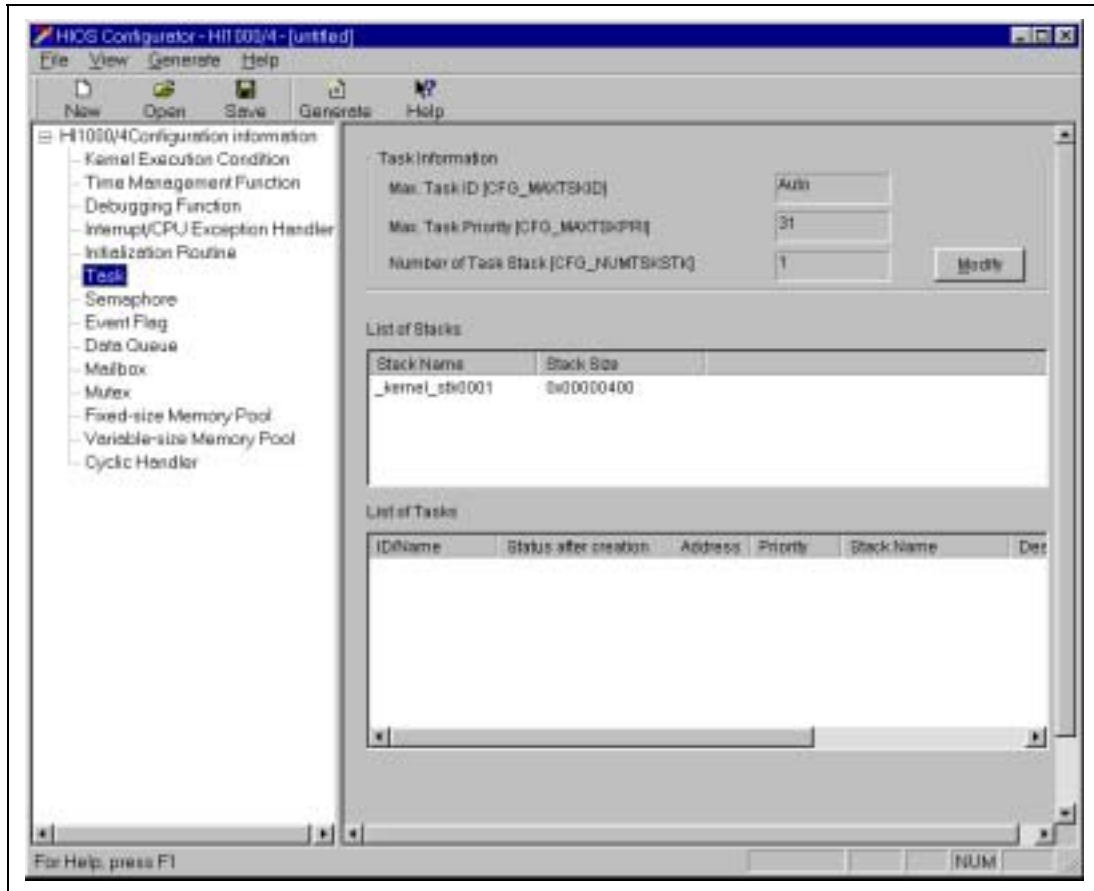 HIOS Configurator - HI1000/4 - [untitled]
File View Generate Help
New Open Save Generate Help
HI1000/4Configuration information
Kernel Execution Condition
Time Management Function
Debugging Function
Interrupt/CPU Exception Handler
Initialization Routine
Task
Semaphore
Event Flag
Data Queue
Mailbox
Mutex
Fixed-size Memory Pool
Variable-size Memory Pool
Cyclic Handler
Task Information
Max. Task ID [CFG_MAXTSKID] Auto
Max. Task Priority [CFG_MAXTSKPRI] 31
Number of Task Stack [CFG_NUMTSKSTK] 1 Modify
List of Stacks
Stack Name Stack Size
_kernel_stk0001 0x00000400
List of Tasks
ID/Name Status after creation Address Priority Stack Name Des
For Help, press F1 NUM